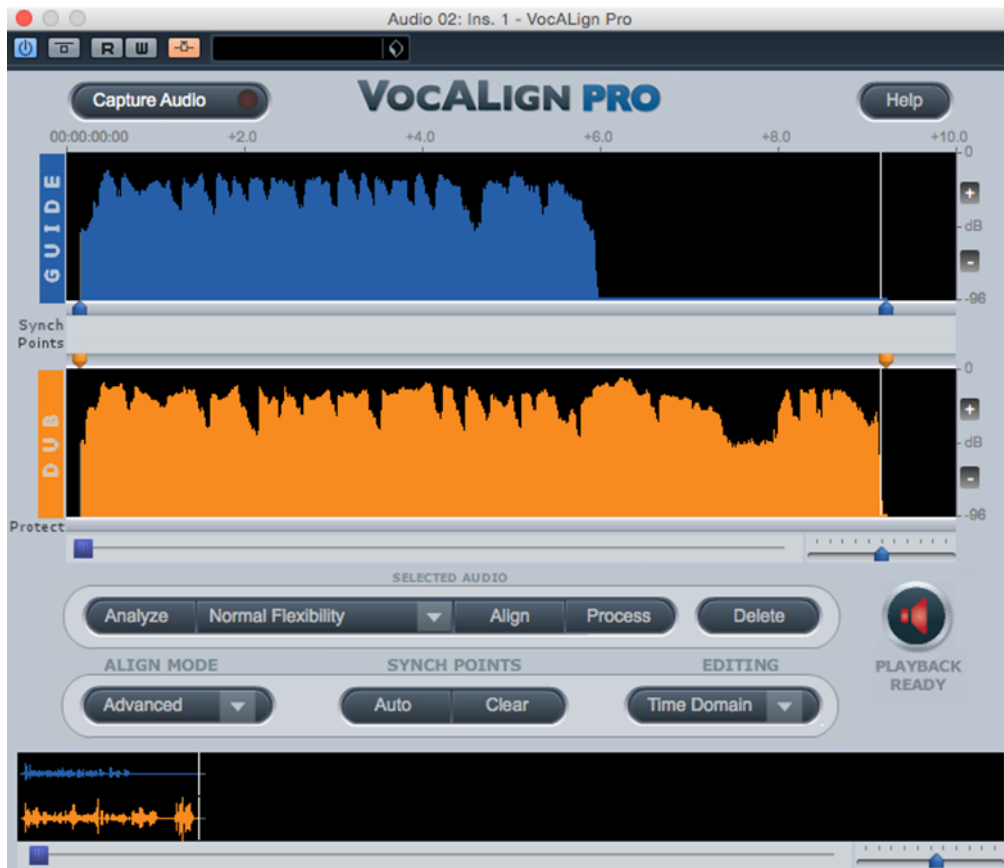 Audio 02: Ins. 1 - VocALign Pro
R W
Capture Audio
VOCALIGN PRO
Help
00:00:00:00 +2.0 +4.0 +6.0 +8.0 +10.0
GUIDE
0
+
dB
-
-96
Synch
Points
DUB
0
+
dB
-
-96
Protect
SELECTED AUDIO
Analyze Normal Flexibility Align Process Delete
ALIGN MODE SYNCH POINTS EDITING
PLAYBACK
READY
Advanced Auto Clear Time Domain